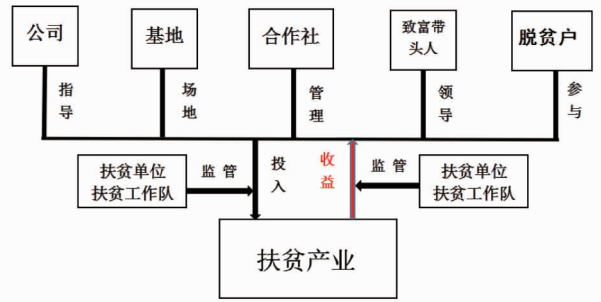 公司
基地
合作社
致富带
头人
脱贫户
指导
场地
管理
领导
参与
扶贫单位
扶贫工作队
监管
投入
收益
监管
扶贫单位
扶贫工作队
扶贫产业